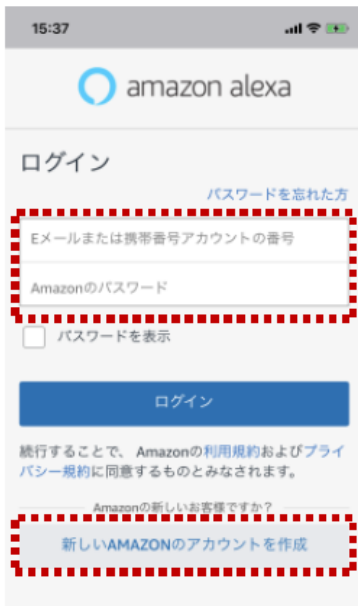 15:37
amazon alexa
ログイン
パスワードを忘れた方
Eメールまたは携帯番号アカウントの番号
Amazonのパスワード
パスワードを表示
ログイン
続行することで、 Amazonの利用規約およびプライ
バシー規約に同意するものとみなされます。
Amazonの新しいお客様ですか？
新しいAMAZONのアカウントを作成